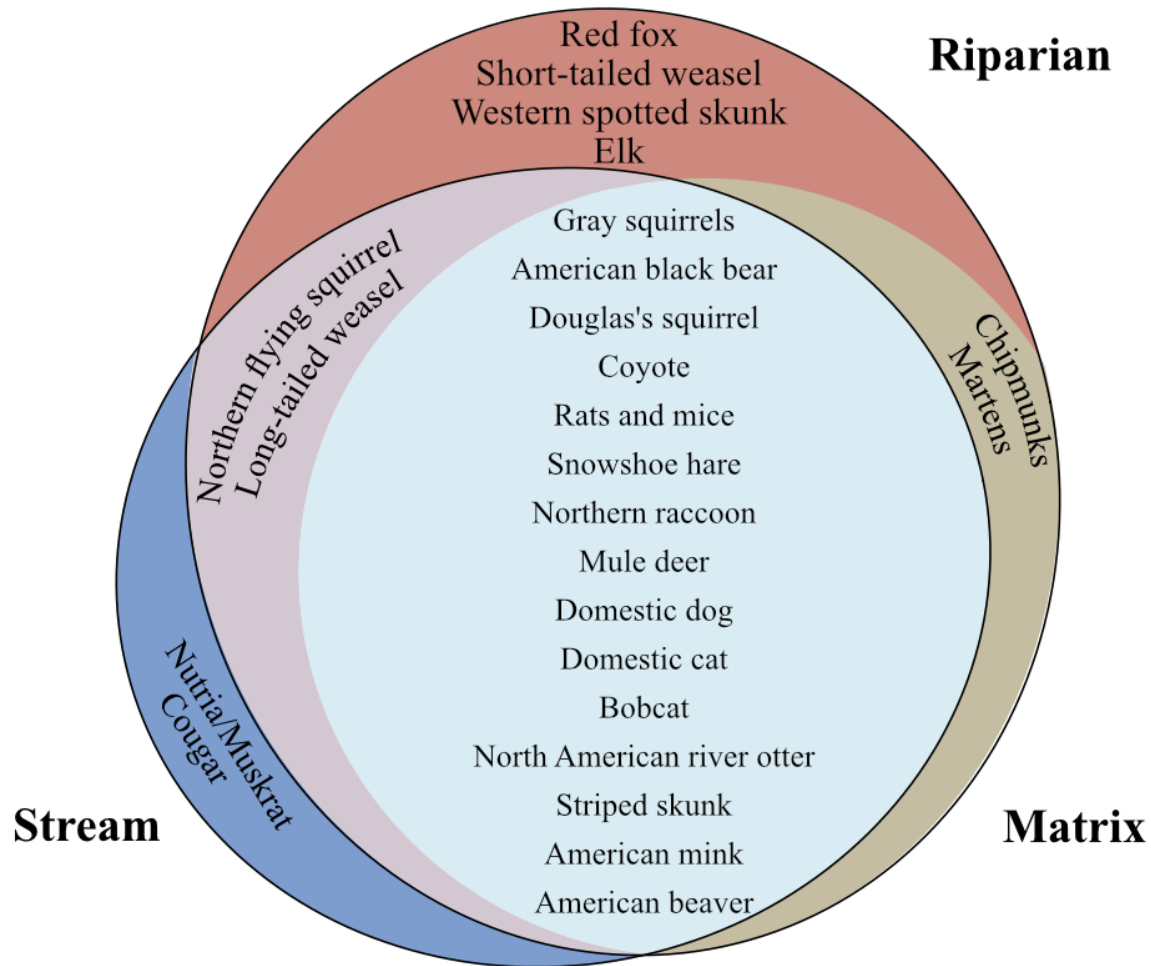 Riparian
Red fox
Short-tailed weasel
Western spotted skunk
Elk
Northern flying squirrel
Long-tailed weasel
Gray squirrels
American black bear
Douglas's squirrel
Coyote
Rats and mice
Snowshoe hare
Northern raccoon
Mule deer
Domestic dog
Domestic cat
Bobcat
North American river otter
Striped skunk
American mink
American beaver
Chipmunks
Martens
Nutria/Muskrat
Cougar
Stream
Matrix